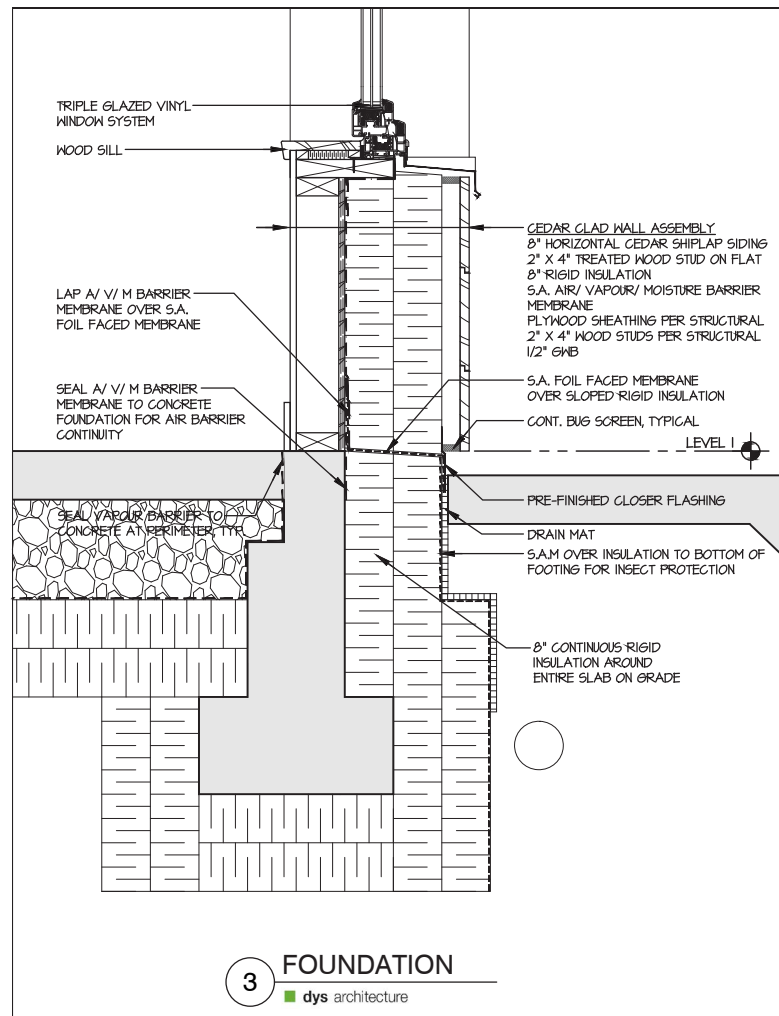 TRIPLE GLAZED VINYL
WINDOW SYSTEM
WOOD SILL
LAP A/ V/ M BARRIER
MEMBRANE OVER S.A.
FOIL FACED MEMBRANE
SEAL A/ V/ M BARRIER
MEMBRANE TO CONCRETE
FOUNDATION FOR AIR BARRIER
CONTINUITY
SEAL VAPOUR BARRIER TO
CONCRETE AT PERIMETER, TYP.
CEDAR CLAD WALL ASSEMBLY
8" HORIZONTAL CEDAR SHIPLAP SIDING
2" X 4" TREATED WOOD STUD ON FLAT
8" RIGID INSULATION
S.A. AIR/ VAPOUR/ MOISTURE BARRIER
MEMBRANE
PLYWOOD SHEATHING PER STRUCTURAL
2" X 4" WOOD STUDS PER STRUCTURAL
1/2" GWB
S.A. FOIL FACED MEMBRANE
OVER SLOPED RIGID INSULATION
CONT. BUG SCREEN, TYPICAL
LEVEL 1
PRE-FINISHED CLOSER FLASHING
DRAIN MAT
S.A.M OVER INSULATION TO BOTTOM OF
FOOTING FOR INSECT PROTECTION
8" CONTINUOUS RIGID
INSULATION AROUND
ENTIRE SLAB ON GRADE
3 FOUNDATION
dys architecture